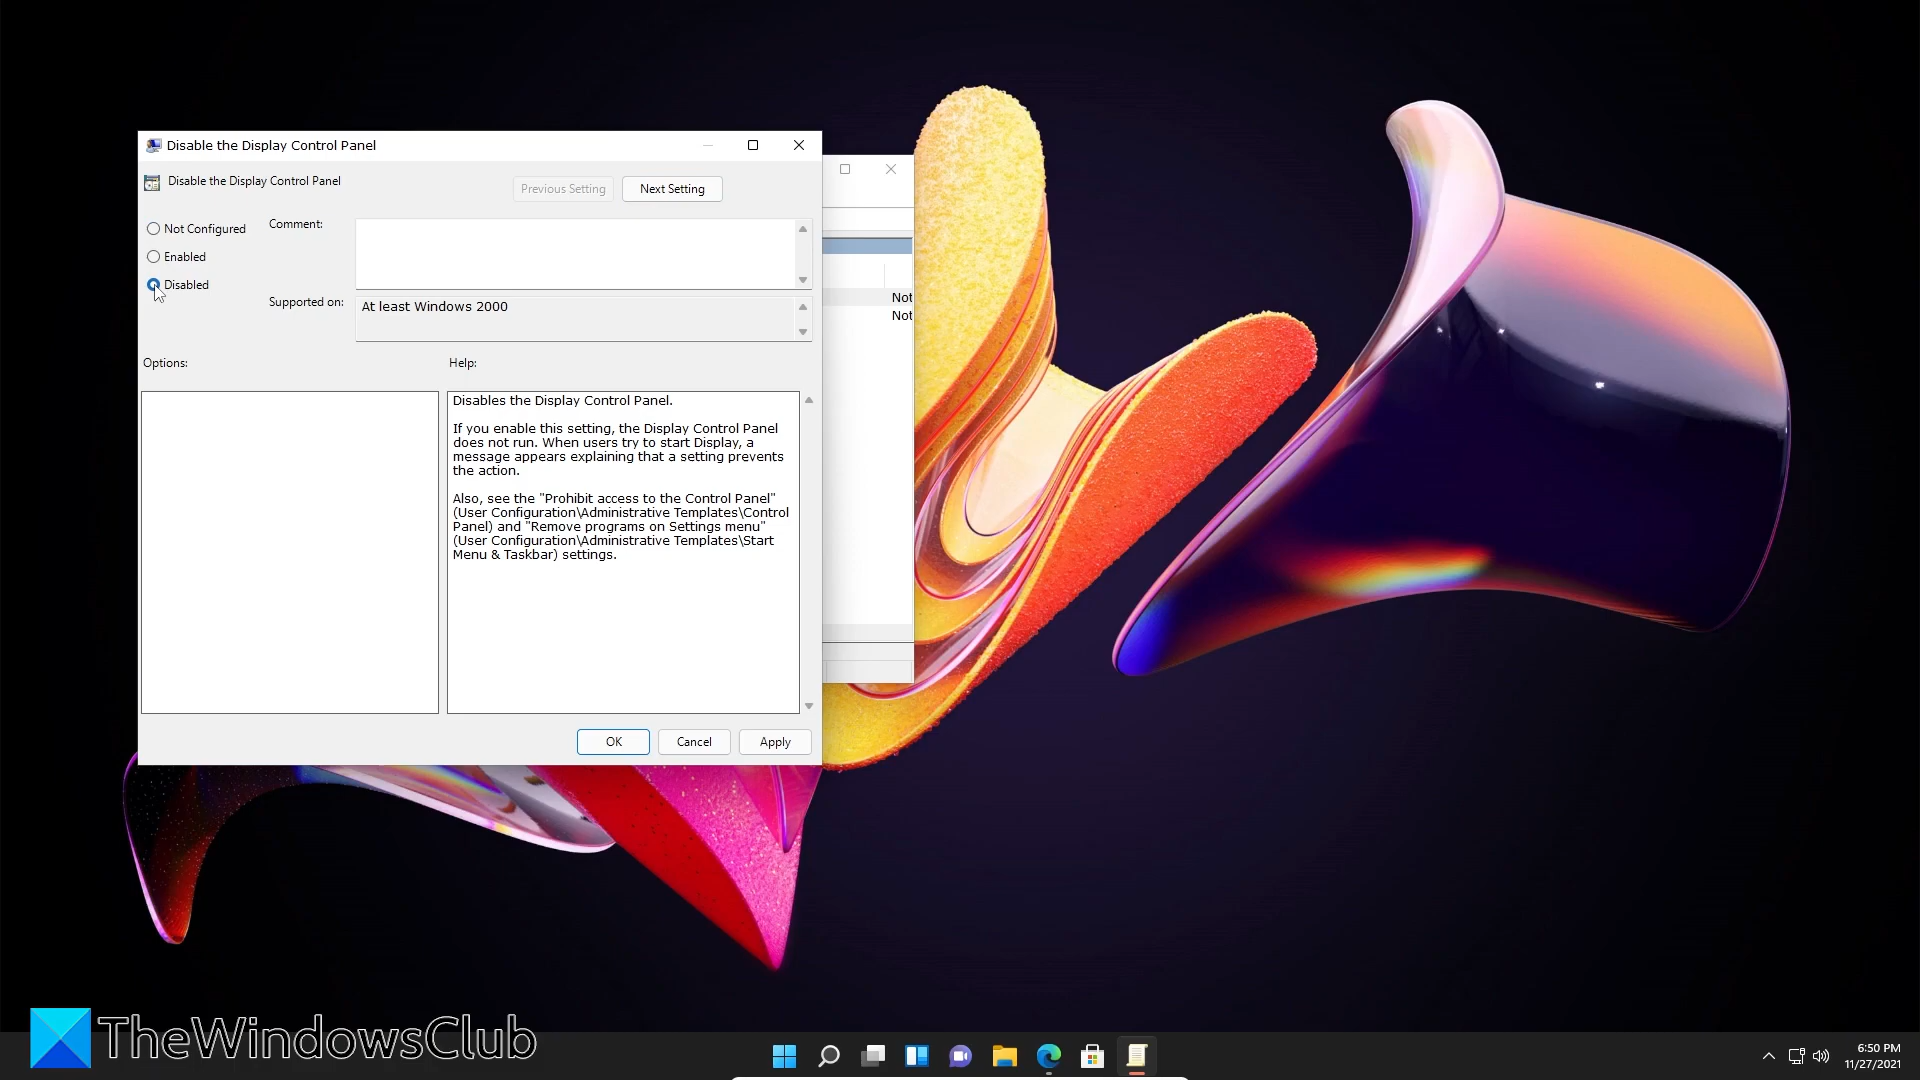 Disable the Display Control Panel
Disable the Display Control Panel
Previous Setting
Next Setting
Not Configured
Comment:
Enabled
Disabled
Supported on:
At least Windows 2000
Not
Not
Options:
Help:
Disables the Display Control Panel.
If you enable this setting, the Display Control Panel
does not run. When users try to start Display, a
message appears explaining that a setting prevents
the action.
Also, see the "Prohibit access to the Control Panel"
(User Configuration\Administrative Templates\Control
Panel) and "Remove programs on Settings menu"
(User Configuration\Administrative Templates\Start
Menu & Taskbar) settings.
OK
Cancel
Apply
TheWindowsClub
6:50 PM
11/27/2021